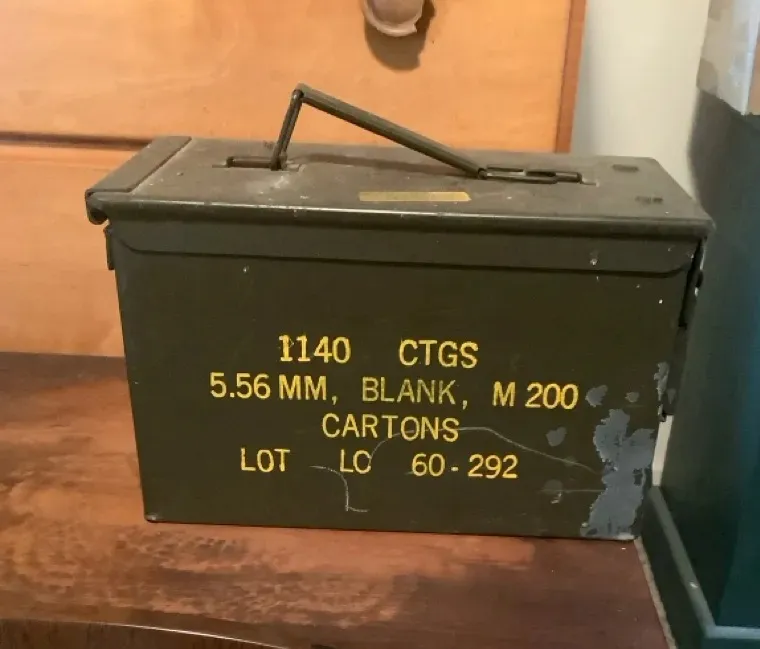 1140 CTGS
5.56 MM, BLANK, M 200
CARTONS
LOT LC 60-292